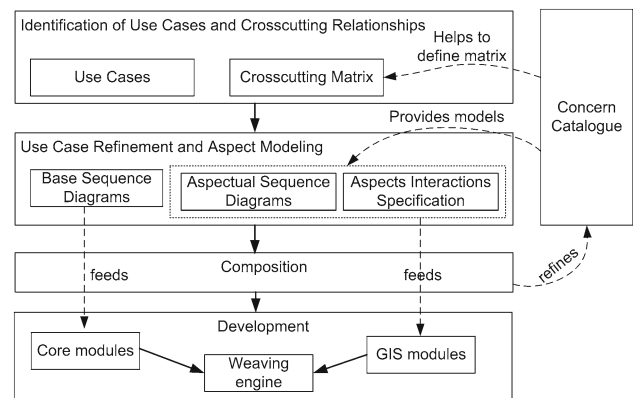 Identification of Use Cases and Crosscutting Relationships
Use Cases
Crosscutting Matrix
Helps to
define matrix
Concern
Catalogue
Provides models
Use Case Refinement and Aspect Modeling
Base Sequence
Diagrams
Aspectual Sequence
Diagrams
Aspects Interactions
Specification
Composition
feeds
feeds
refines
Development
Core modules
Weaving
engine
GIS modules